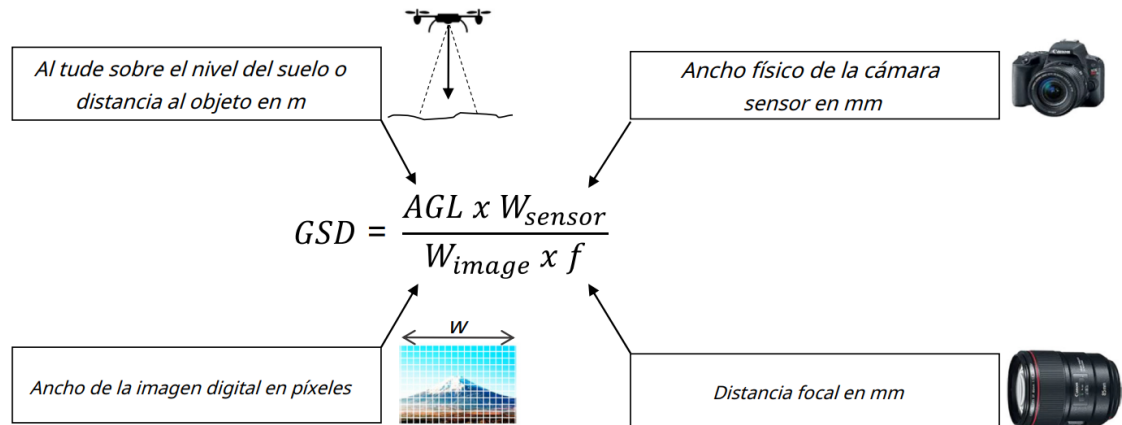 Al tude sobre el nivel del suelo o
distancia al objeto en m
Ancho físico de la cámara
sensor en mm
GSD = AGL x W_sensor / W_image x f
W
Ancho de la imagen digital en píxeles
Distancia focal en mm